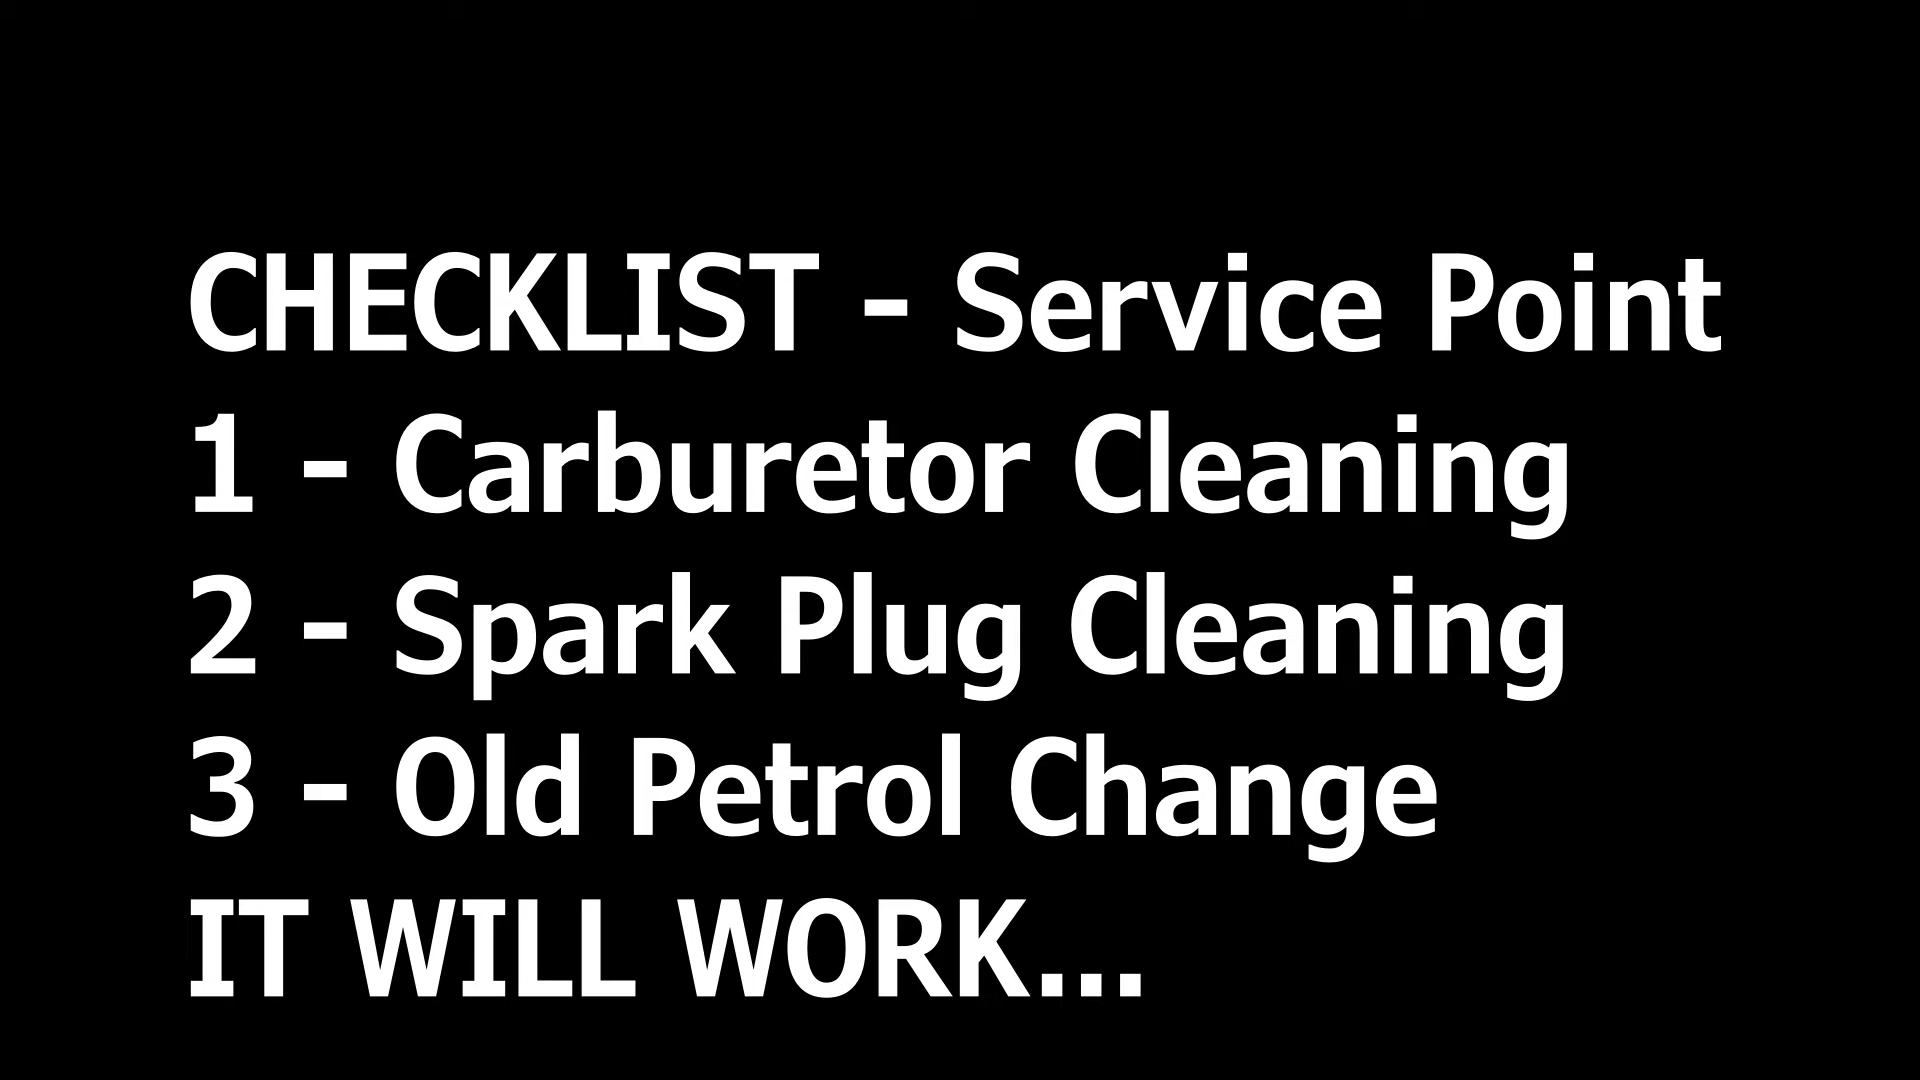 CHECKLIST - Service Point
1 - Carburetor Cleaning
2 - Spark Plug Cleaning
3 - Old Petrol Change
IT WILL WORK...